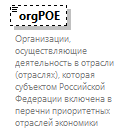 orgPOE
Организации,
осуществляющие
деятельность в отрасли
(отраслях), которая
субъектом Российской
Федерации включена в
перечни приоритетных
отраслей экономики